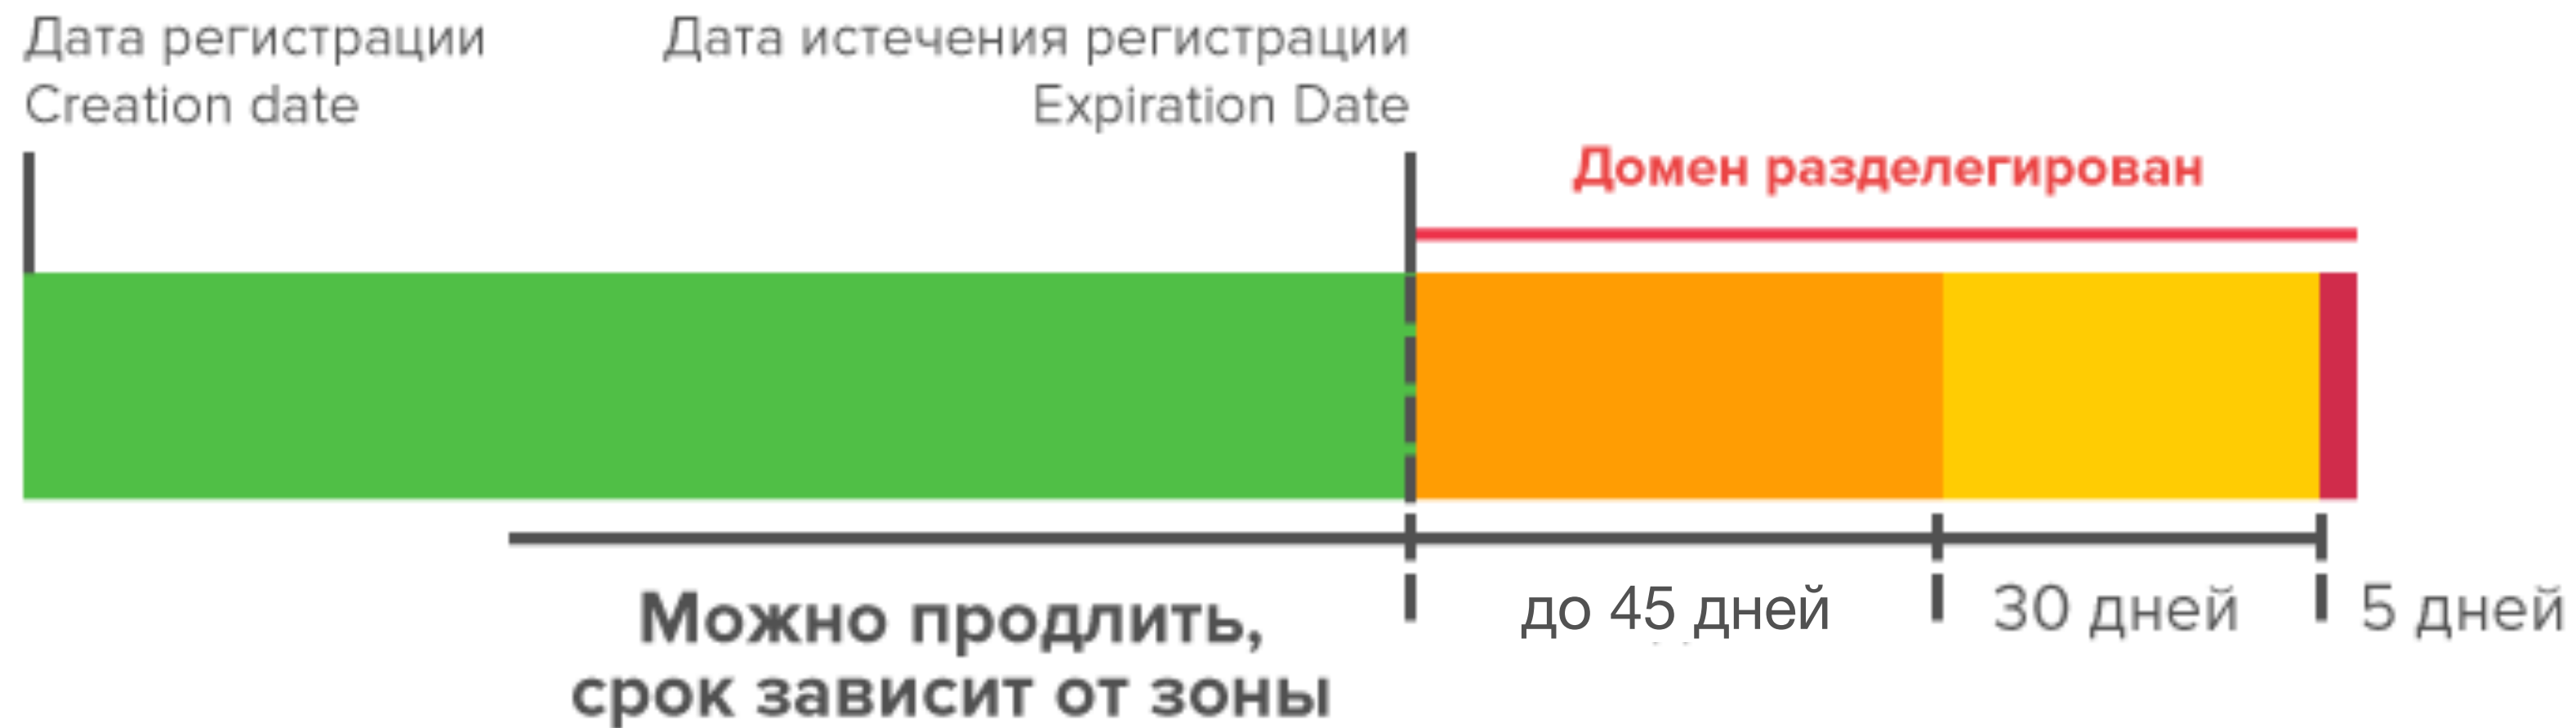 Дата регистрации
Creation date
Дата истечения регистрации
Expiration Date
Домен разделегирован
Можно продлить,
срок зависит от зоны
до 45 дней
30 дней
5 дней